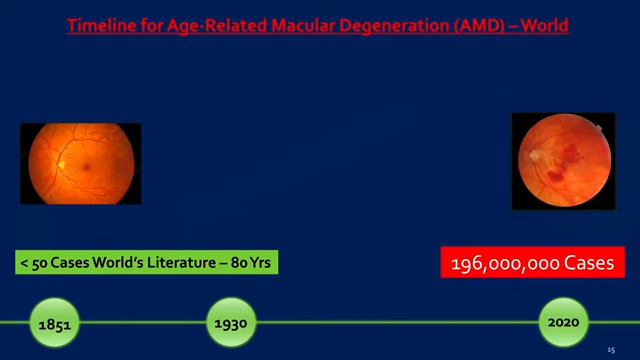 Timeline for Age-Related Macular Degeneration (AMD) – World
< 50 Cases World's Literature – 80 Yrs
196,000,000 Cases
1851
1930
2020
15